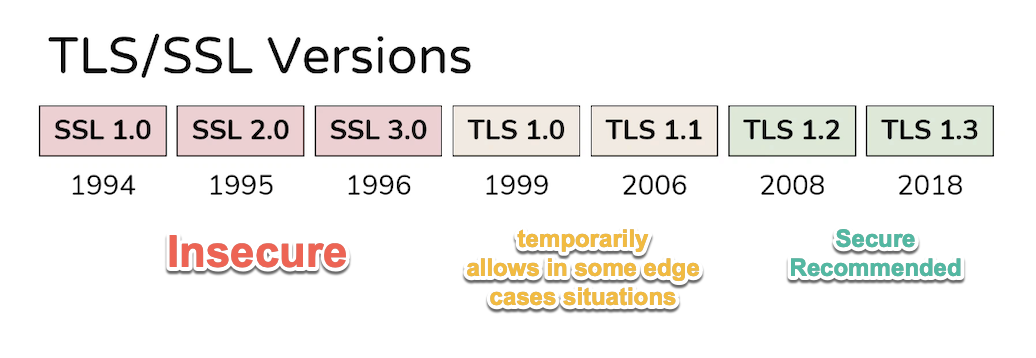 TLS/SSL Versions
SSL 1.0 SSL 2.0 SSL 3.0 TLS 1.0 TLS 1.1 TLS 1.2 TLS 1.3
1994 1995 1996 1999 2006 2008 2018
Insecure
temporarily
allows in some edge
cases situations
Secure
Recommended